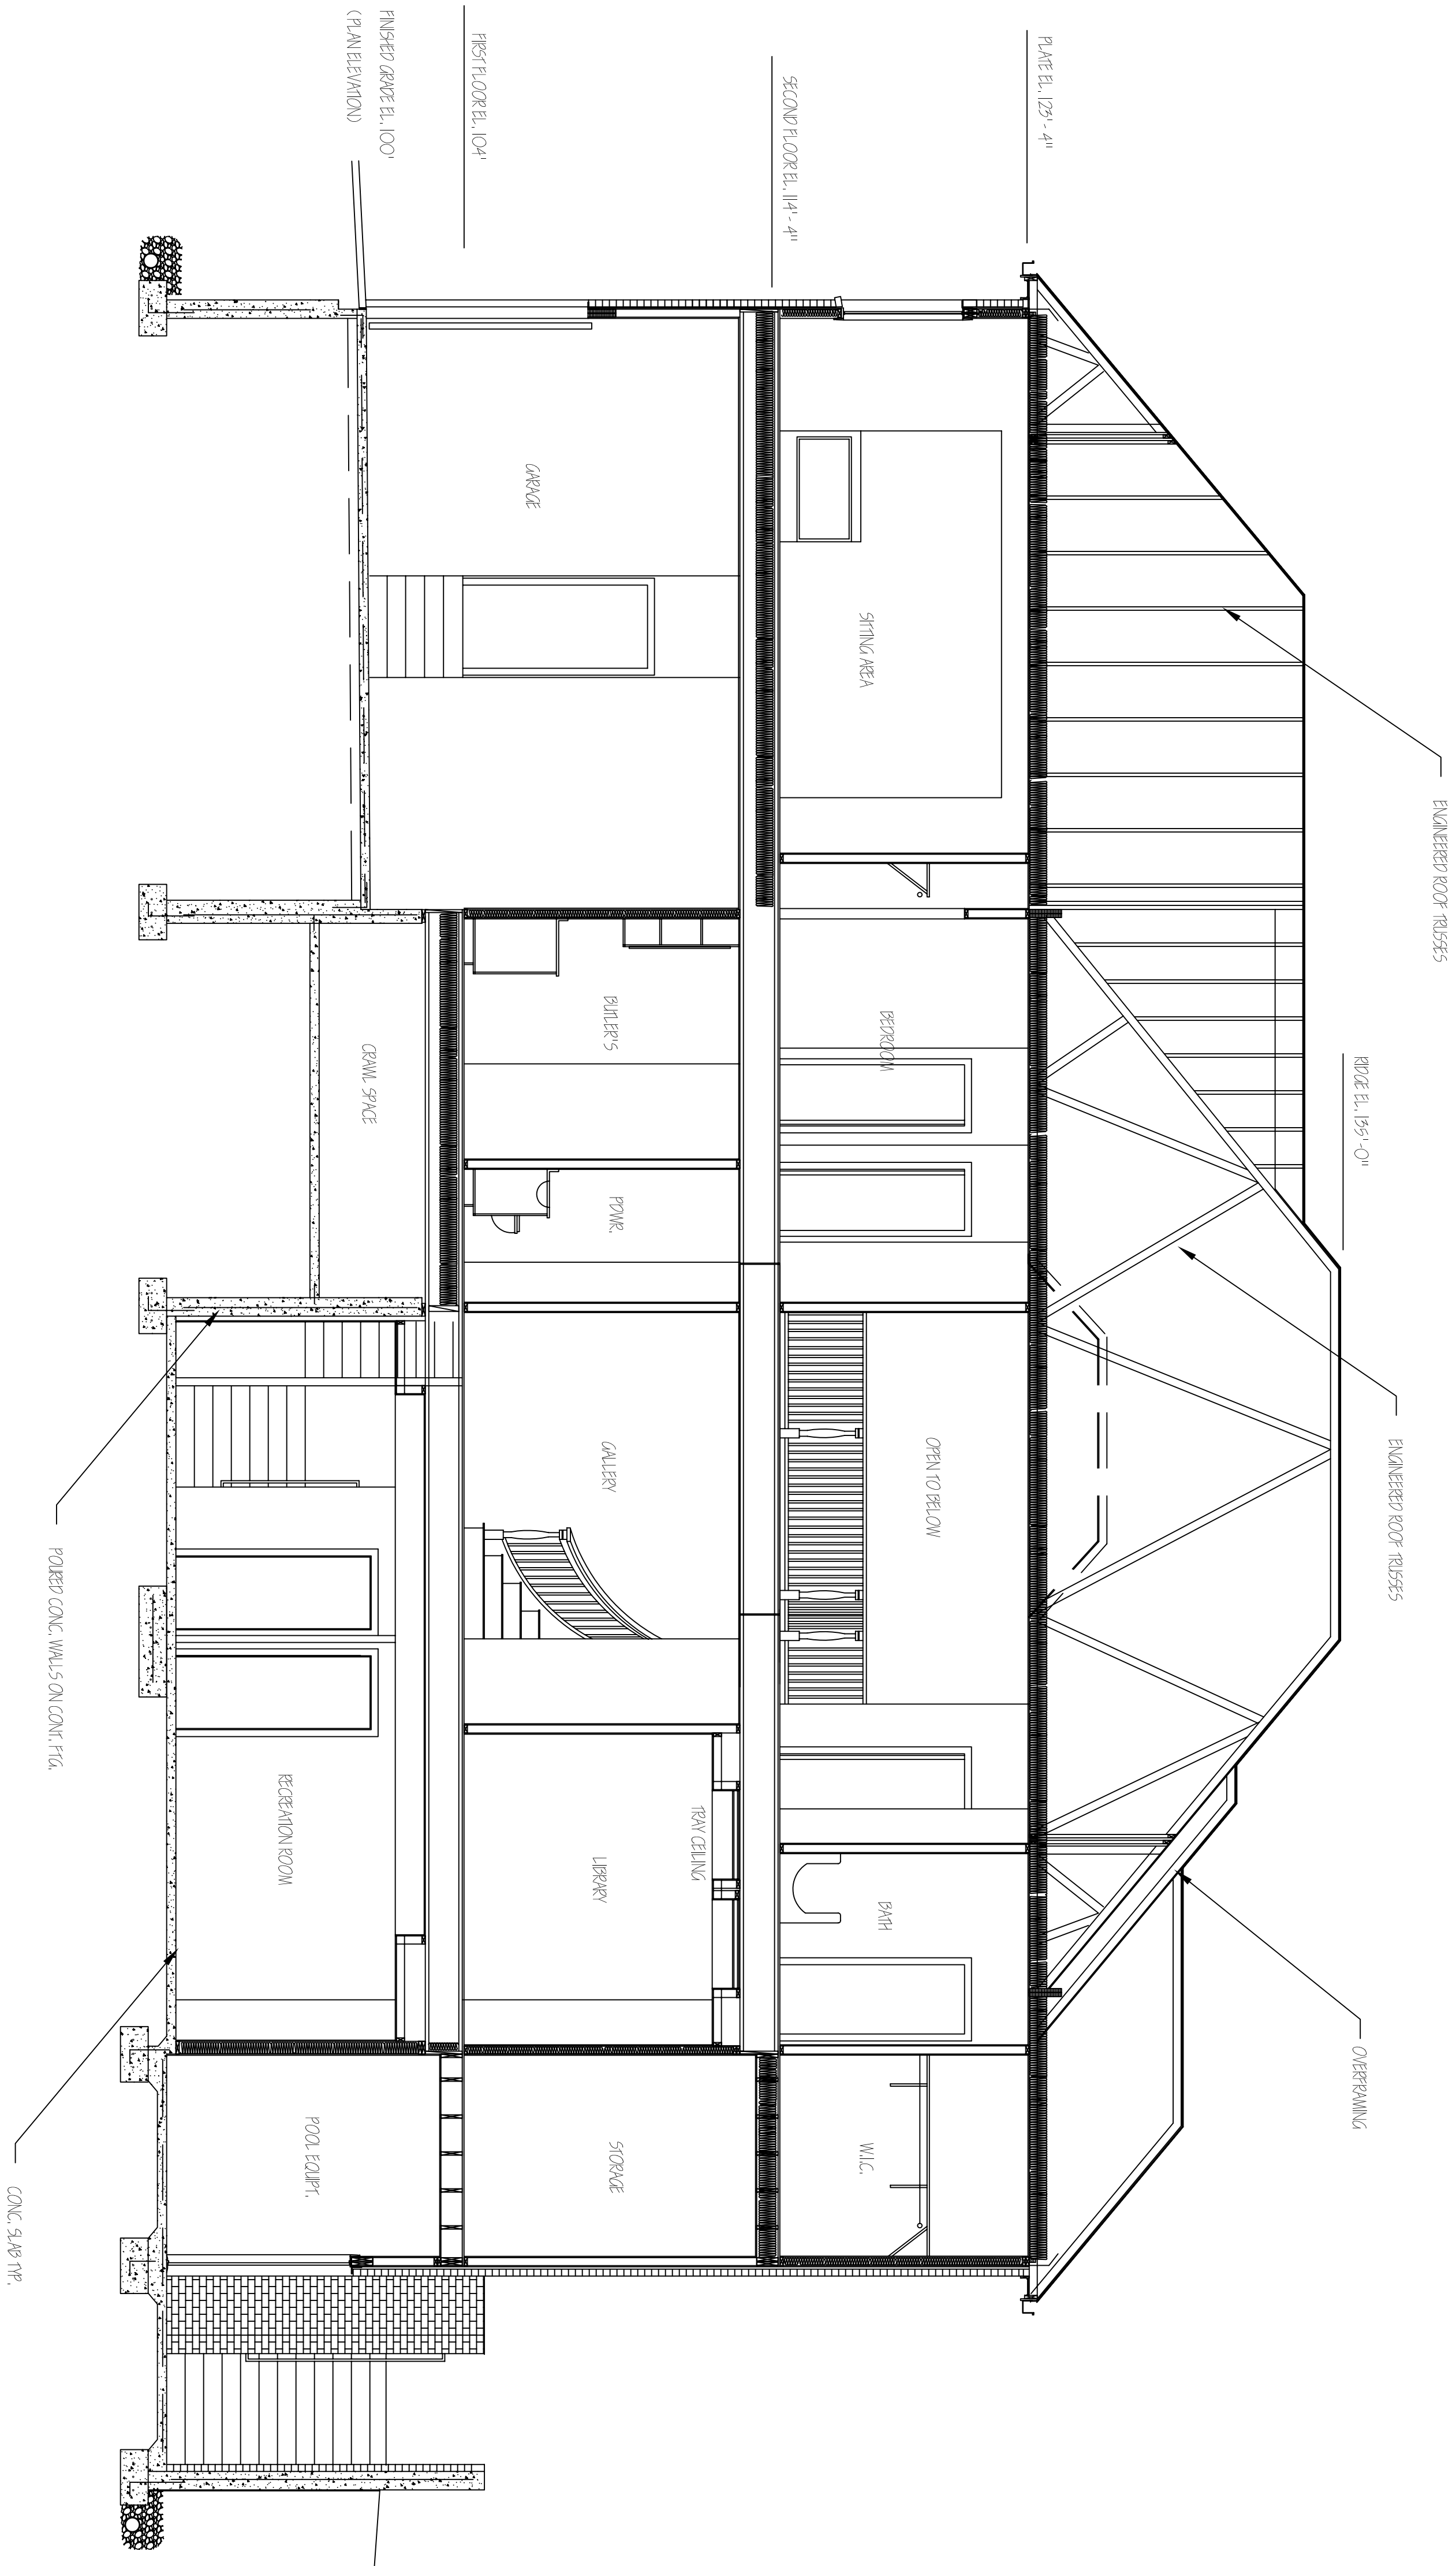 RIDGE EL. 135'-0"
ENGINEERED ROOF TRUSSES
ENGINEERED ROOF TRUSSES
OVERFRAMING
PLATE EL. 123'- 4"
SITTING AREA
BEDROOM
OPEN TO BELOW
BATH
W.I.C.
SECOND FLOOR EL. 114'- 4"
TRAY CEILING
GARAGE
BUTLER'S
PDWR.
GALLERY
LIBRARY
STORAGE
FIRST FLOOR EL. 104'
FINISHED GRADE EL. 100'
( PLAN ELEVATION)
CRAWL SPACE
RECREATION ROOM
POOL EQUIPT.
POURED CONC. WALLS ON CONT. FTG.
CONC. SLAB TYP.